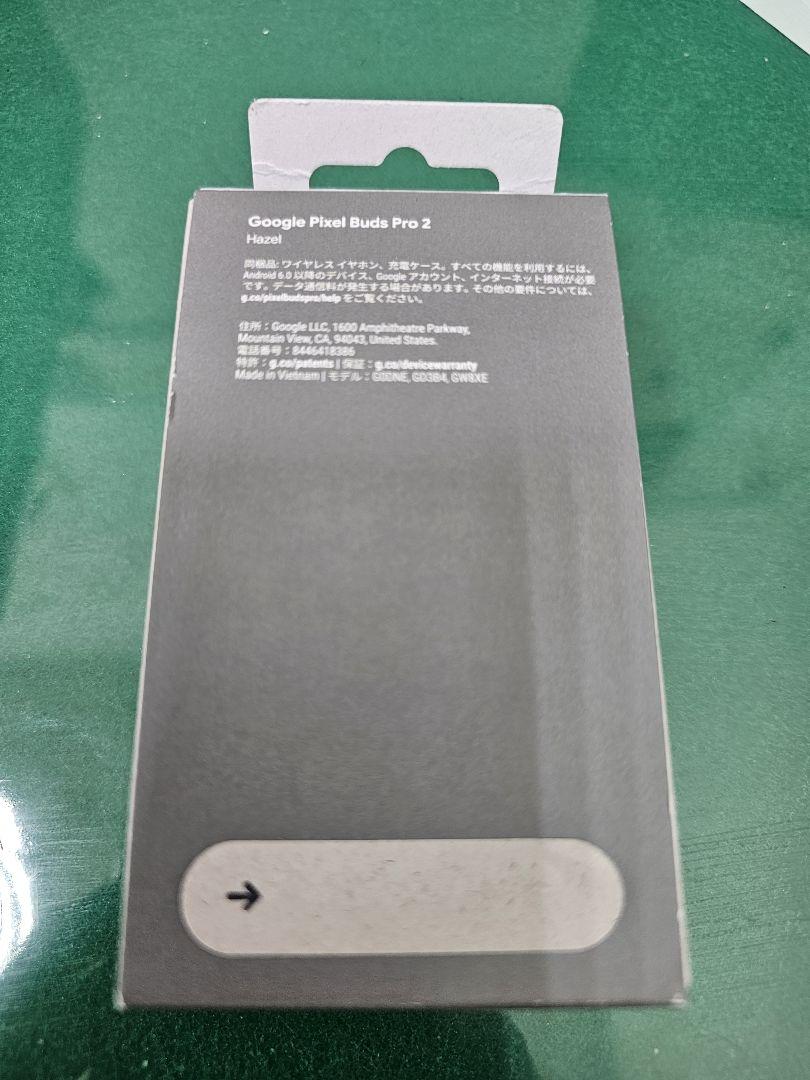 Google Pixel Buds Pro 2
Hazel
同梱品: ワイヤレス イヤホン、充電ケース。すべての機能を利用するには、
Android 6.0 以降のデバイス、Google アカウント、インターネット接続が必要
です。データ通信料が発生する場合があります。その他の要件については、
g.co/pixelbudspro/help をご覧ください。
住所：Google LLC, 1600 Amphitheatre Parkway,
Mountain View, CA, 94043, United States.
電話番号：8446418386
特許：g.co/patents | 保証：g.co/devicewarranty
Made in Vietnam | モデル： GD3B4, GW8XE